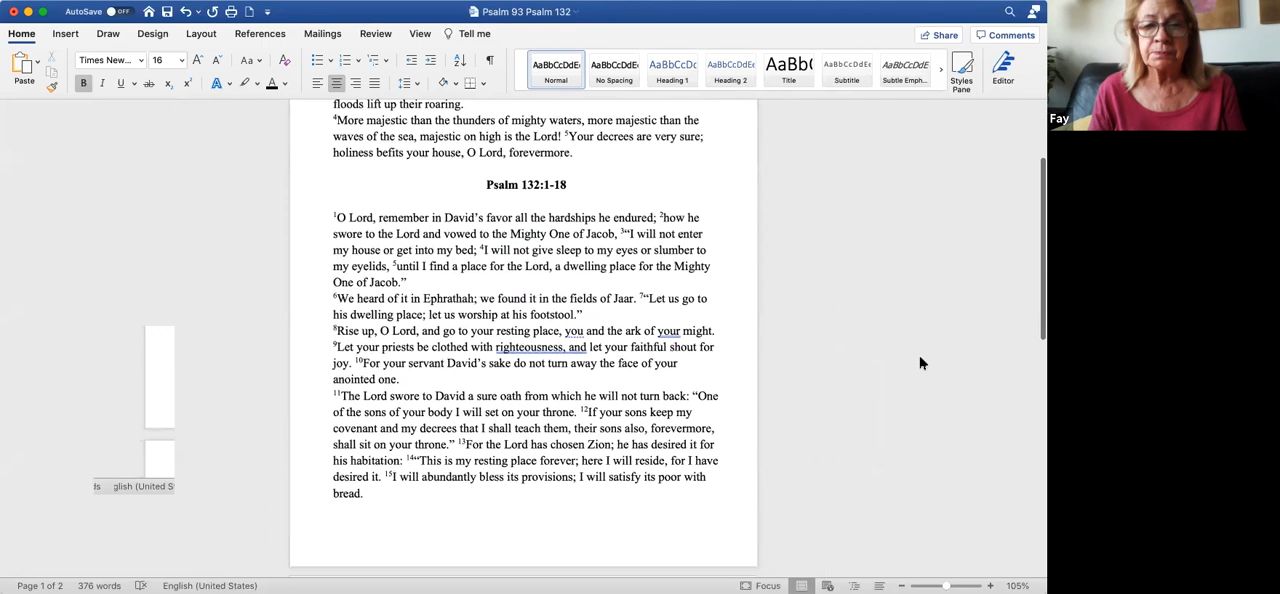 AutoSave OFF
Psalm 93 Psalm 132
Home Insert Draw Design Layout References Mailings Review View Tell me
Share Comments
Paste
Times New... 16 Aa
B I U ab x₂ x² A A
AaBbCcDdEe Normal
AaBbCcDdEe No Spacing
AaBbCcDc Heading 1
AaBbCcDdEe Heading 2
AaBb( Title
AaBbCcDdEe Subtitle
AaBbCcDdE Subtle Emph...
Styles Pane
Editor
Fay
floods lift up their roaring.
⁴More majestic than the thunders of mighty waters, more majestic than the
waves of the sea, majestic on high is the Lord! ⁵Your decrees are very sure;
holiness befits your house, O Lord, forevermore.
Psalm 132:1-18
¹O Lord, remember in David’s favor all the hardships he endured; ²how he
swore to the Lord and vowed to the Mighty One of Jacob, ³“I will not enter
my house or get into my bed; ⁴I will not give sleep to my eyes or slumber to
my eyelids, ⁵until I find a place for the Lord, a dwelling place for the Mighty
One of Jacob.”
⁶We heard of it in Ephrathah; we found it in the fields of Jaar. ⁷“Let us go to
his dwelling place; let us worship at his footstool.”
⁸Rise up, O Lord, and go to your resting place, you and the ark of your might.
⁹Let your priests be clothed with righteousness, and let your faithful shout for
joy. ¹⁰For your servant David’s sake do not turn away the face of your
anointed one.
¹¹The Lord swore to David a sure oath from which he will not turn back: “One
of the sons of your body I will set on your throne. ¹²If your sons keep my
covenant and my decrees that I shall teach them, their sons also, forevermore,
shall sit on your throne.” ¹³For the Lord has chosen Zion; he has desired it for
his habitation: ¹⁴“This is my resting place forever; here I will reside, for I have
desired it. ¹⁵I will abundantly bless its provisions; I will satisfy its poor with
bread.
ds glish (United S
Page 1 of 2 376 words English (United States) Focus 105%